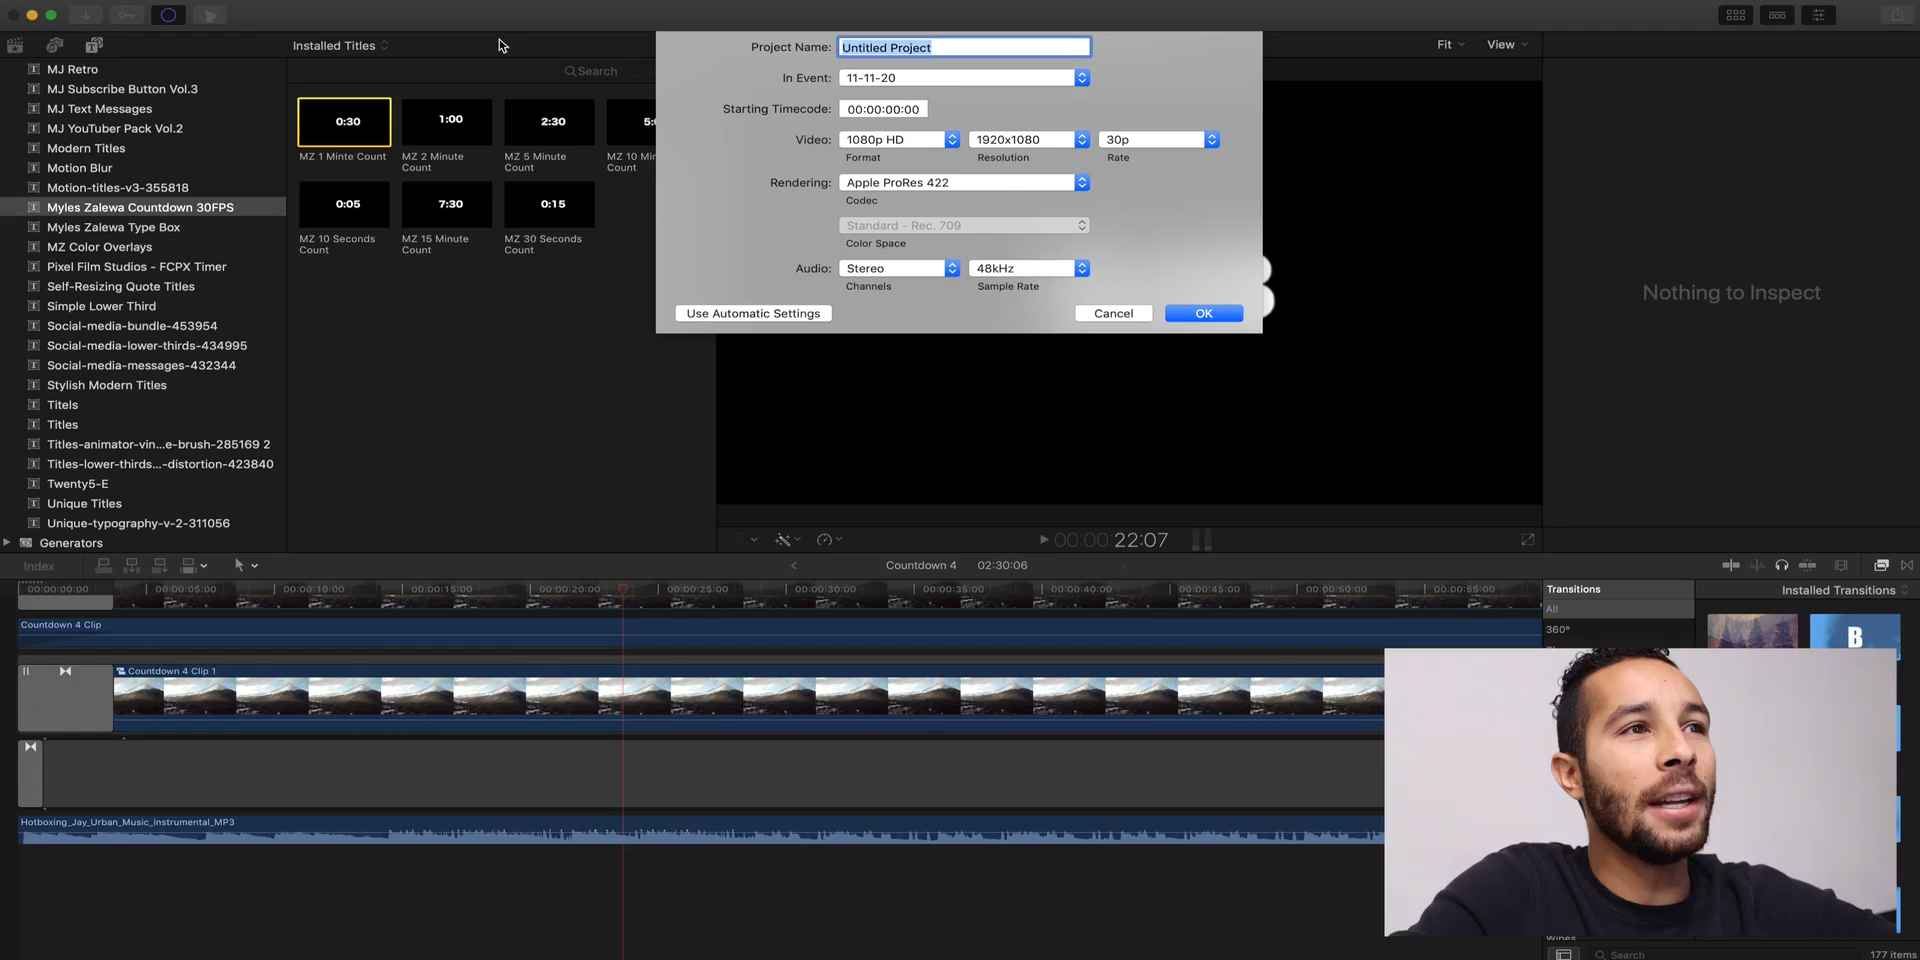 Installed Titles
Search
MJ Retro
MJ Subscribe Button Vol.3
MJ Text Messages
MJ YouTuber Pack Vol.2
Modern Titles
Motion Blur
Motion-titles-v3-355818
Myles Zalewa Countdown 30FPS
Myles Zalewa Type Box
MZ Color Overlays
Pixel Film Studios - FCPX Timer
Self-Resizing Quote Titles
Simple Lower Third
Social-media-bundle-453954
Social-media-lower-thirds-434995
Social-media-messages-432344
Stylish Modern Titles
Titels
Titles
Titles-animator-vin...e-brush-285169 2
Titles-lower-thirds...-distortion-423840
Twenty5-E
Unique Titles
Unique-typography-v-2-311056
Generators
0:30
1:00
2:30
MZ 1 Minte Count
MZ 2 Minute Count
MZ 5 Minute Count
MZ 10 Min
0:05
7:30
0:15
MZ 10 Seconds Count
MZ 15 Minute Count
MZ 30 Seconds Count
Project Name: Untitled Project
In Event: 11-11-20
Starting Timecode: 00:00:00:00
Video: 1080p HD 1920x1080 30p
Format Resolution Rate
Rendering: Apple ProRes 422
Codec
Standard - Rec. 709
Color Space
Audio: Stereo 48kHz
Channels Sample Rate
Use Automatic Settings Cancel OK
Fit View
Nothing to Inspect
00:00:22:07
Index
Countdown 4 02:30:06
00:00:00:00 00:00:05:00 00:00:10:00 00:00:15:00 00:00:20:00 00:00:25:00 00:00:30:00 00:00:35:00 00:00:40:00 00:00:45:00 00:00:50:00 00:00:55:00
Countdown 4 Clip
Countdown 4 Clip 1
Hotboxing_Jay_Urban_Music_instrumental_MP3
Transitions
Installed Transitions
All
360°
B
Wipes
Search
177 items